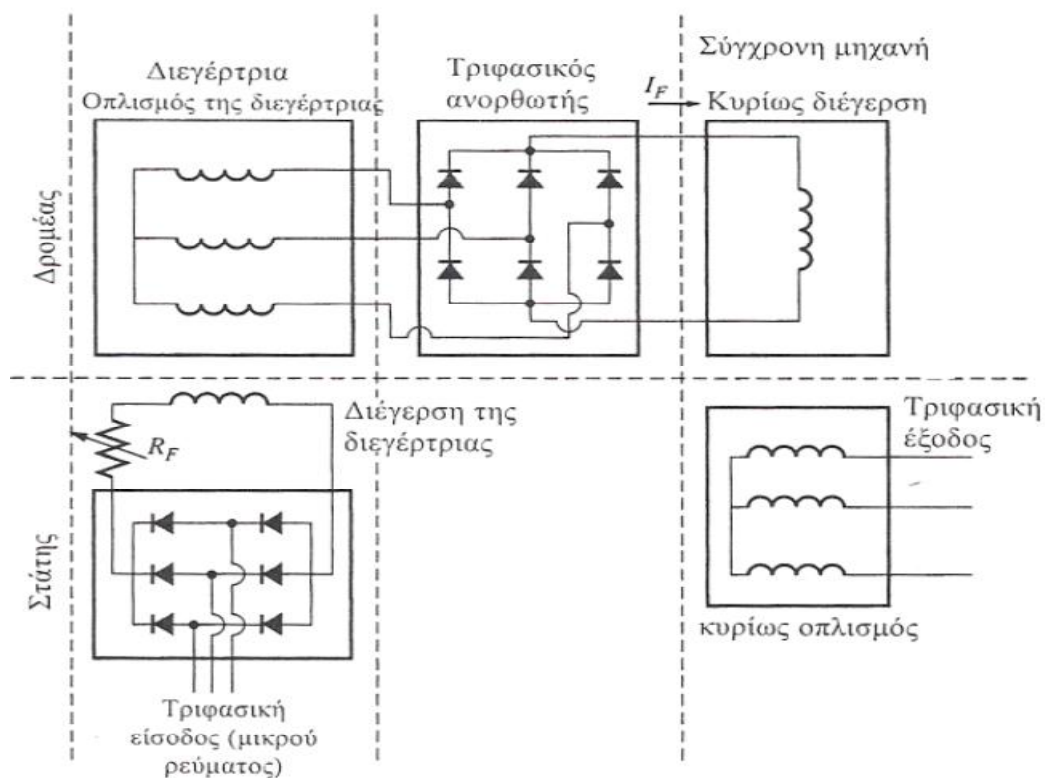 Διεγέρτρια
Οπλισμός της διεγέρτριας
Τριφασικός
ανορθωτής
I_F
Σύγχρονη μηχανή
Κυρίως διέγερση
Δρομέας
Διέγερση της
διεγέρτριας
R_F
Τριφασική
έξοδος
Στάτης
κυρίως οπλισμός
Τριφασική
είσοδος (μικρού
ρεύματος)